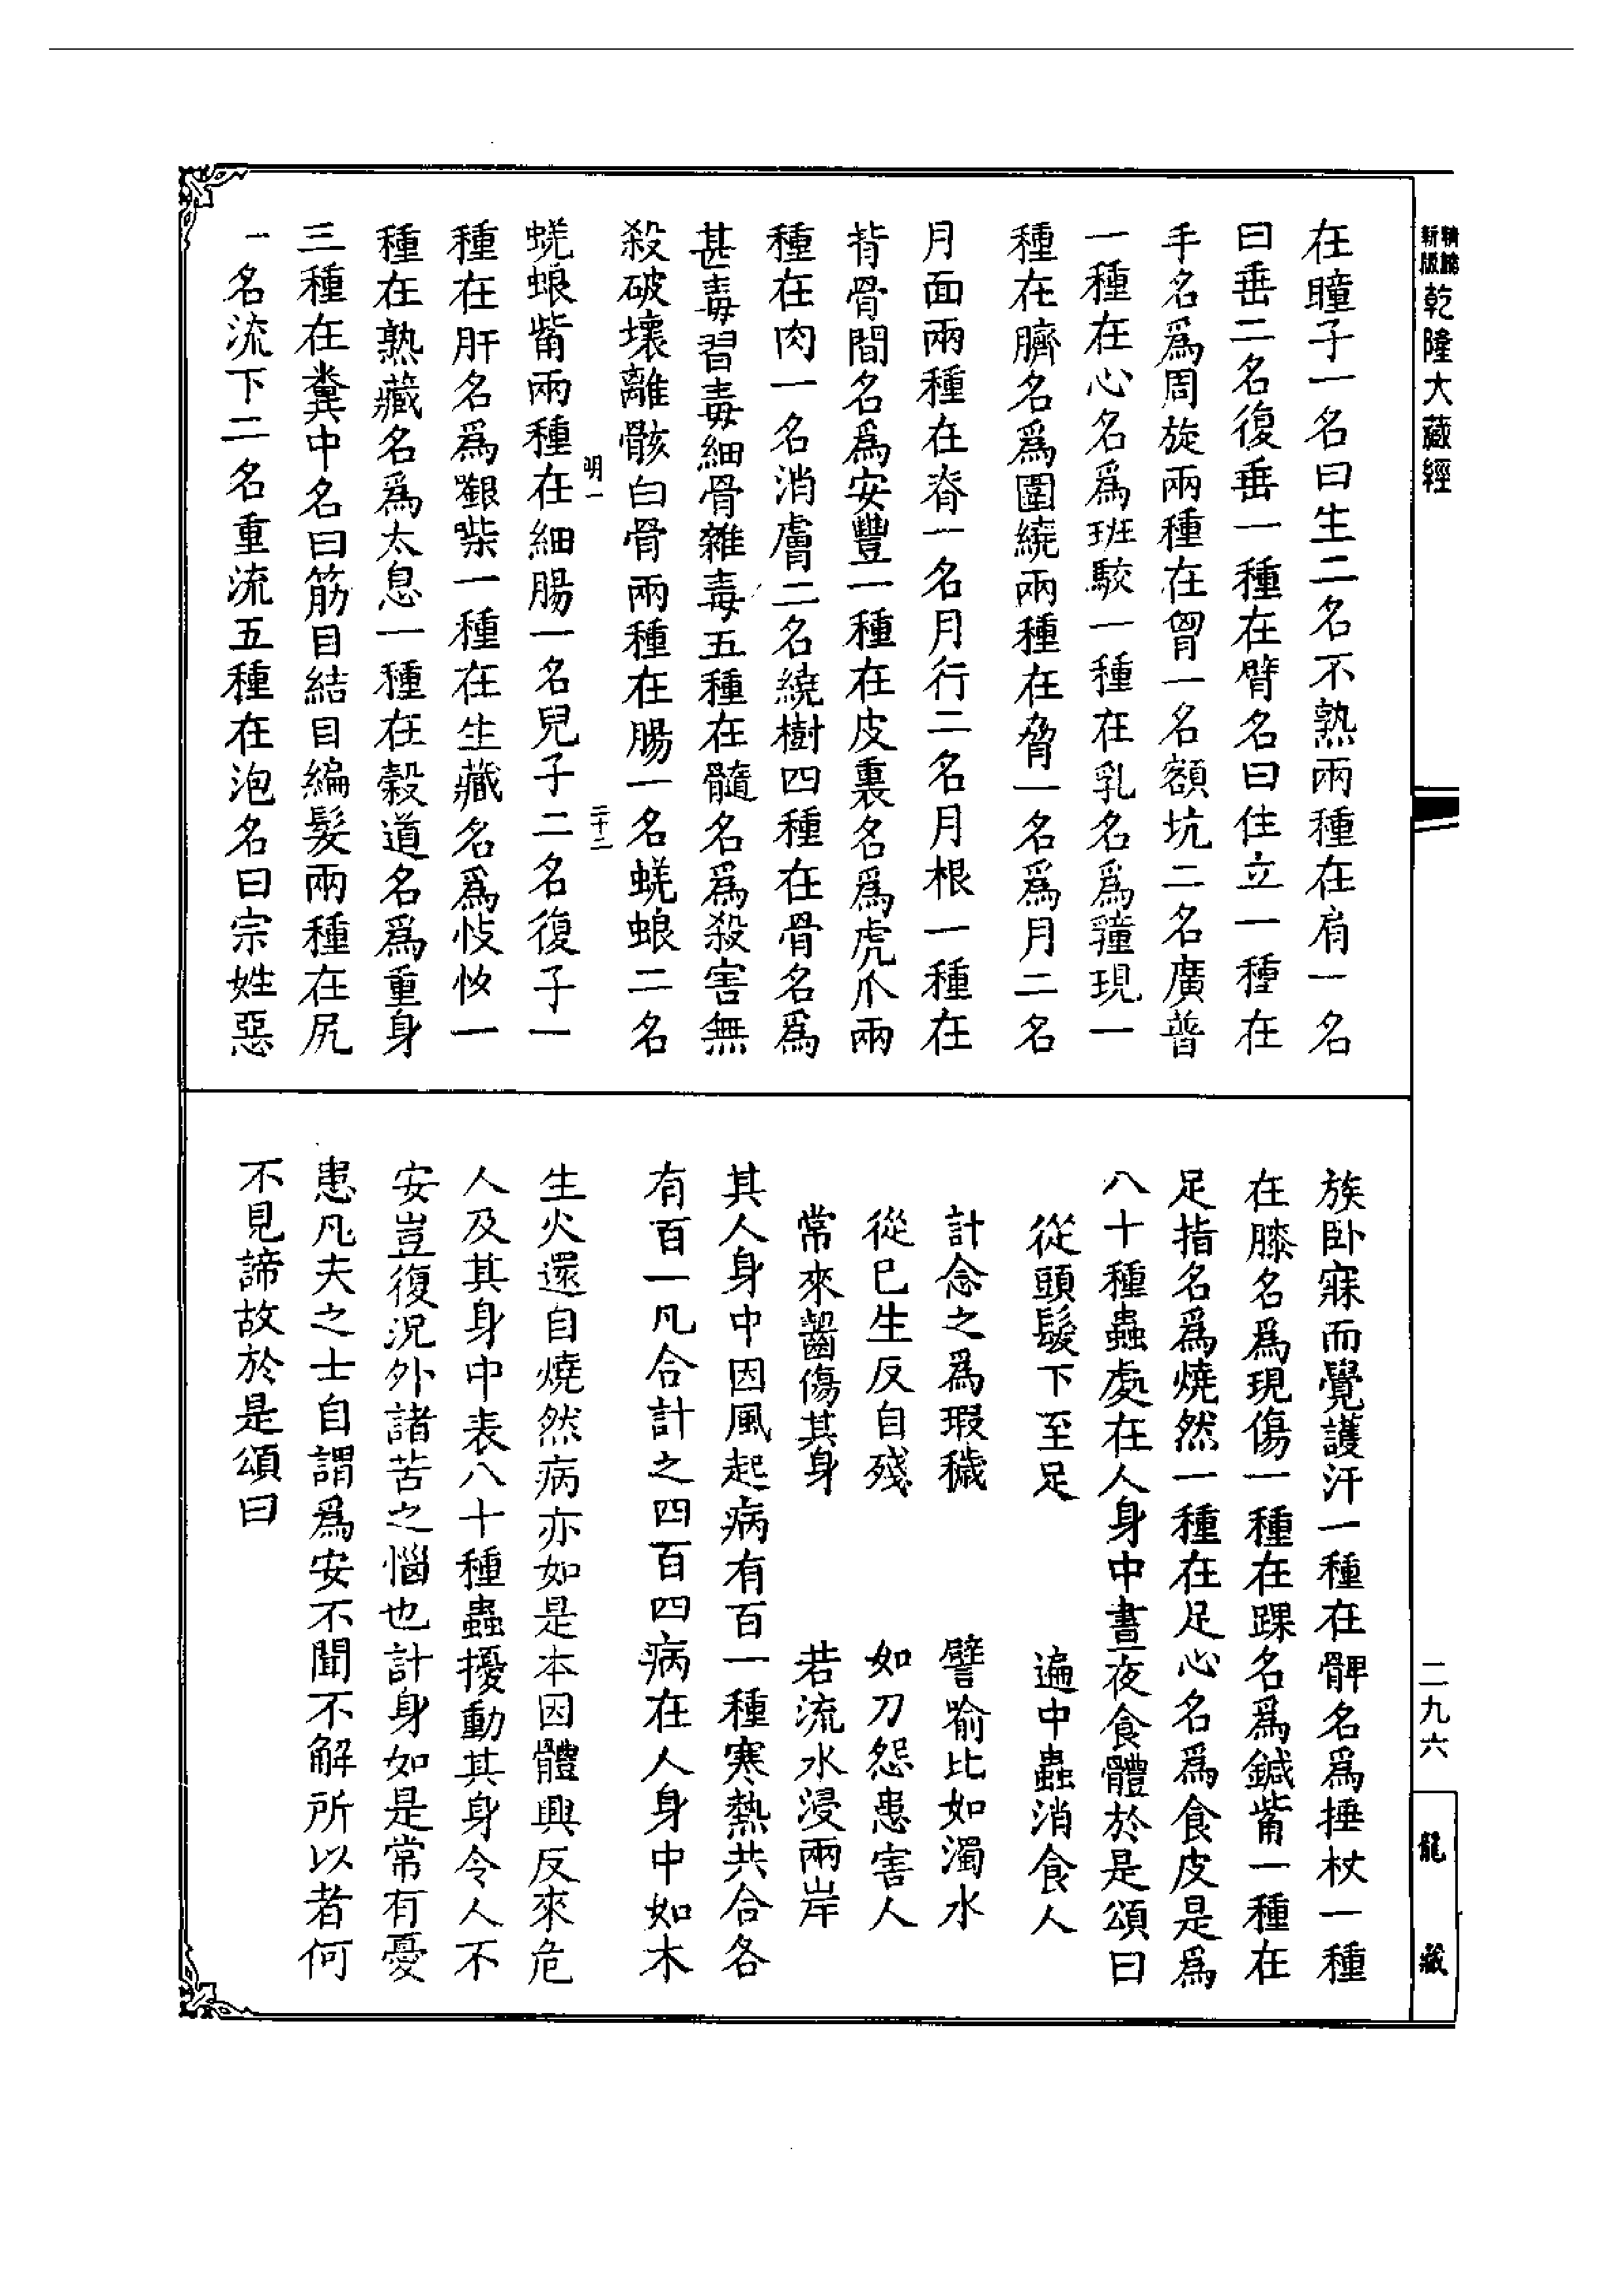 精縮新版乾隆大藏經
二九六
龍藏
在瞳子一名曰生二名不熟兩種在肩一名
曰垂二名復垂一種在臂名曰住立一種在
手名爲周旋兩種在胷一名額坑二名廣普
一種在心名爲班駮一種在乳名爲𤛗現一
種在臍名爲圍繞兩種在脅一名爲月二名
月面兩種在脊一名月行二名月根一種在
背骨間名爲安豐一種在皮裏名爲虎爪兩
種在肉一名消膚二名繞樹四種在骨名爲
甚毒習毒細骨雜毒五種在髓名爲殺害無
殺破壞離骸白骨兩種在腸一名蜣蜋二名
明一
二十二
蜣蜋觜兩種在細腸一名兒子二名復子一
種在肝名爲㘖喍一種在生藏名爲忮收一
種在熟藏名爲太息一種在穀道名爲重身
三種在糞中名曰筋目結目編髮兩種在尻
一名流下二名重流五種在泡名曰宗姓惡
族卧寐而覺護汗一種在髀名爲捶杖一種
在膝名爲現傷一種在踝名爲鍼觜一種在
足指名爲燒然一種在足心名爲食皮是爲
八十種蟲處在人身中晝夜食體於是頌曰
從頭髮下至足 遍中蟲消食人
計念之爲瑕穢 譬喻比如濁水
從已生反自殘 如刀怨患害人
常來齧傷其身 若流水浸兩岸
其人身中因風起病有百一種寒熱共合各
有百一凡合計之四百四病在人身中如木
生火還自燒然病亦如是本因體興反來危
人及其身中表八十種蟲擾動其身令人不
安豈復況外諸苦之惱也計身如是常有憂
患凡夫之士自謂爲安不聞不解所以者何
不見諦故於是頌曰